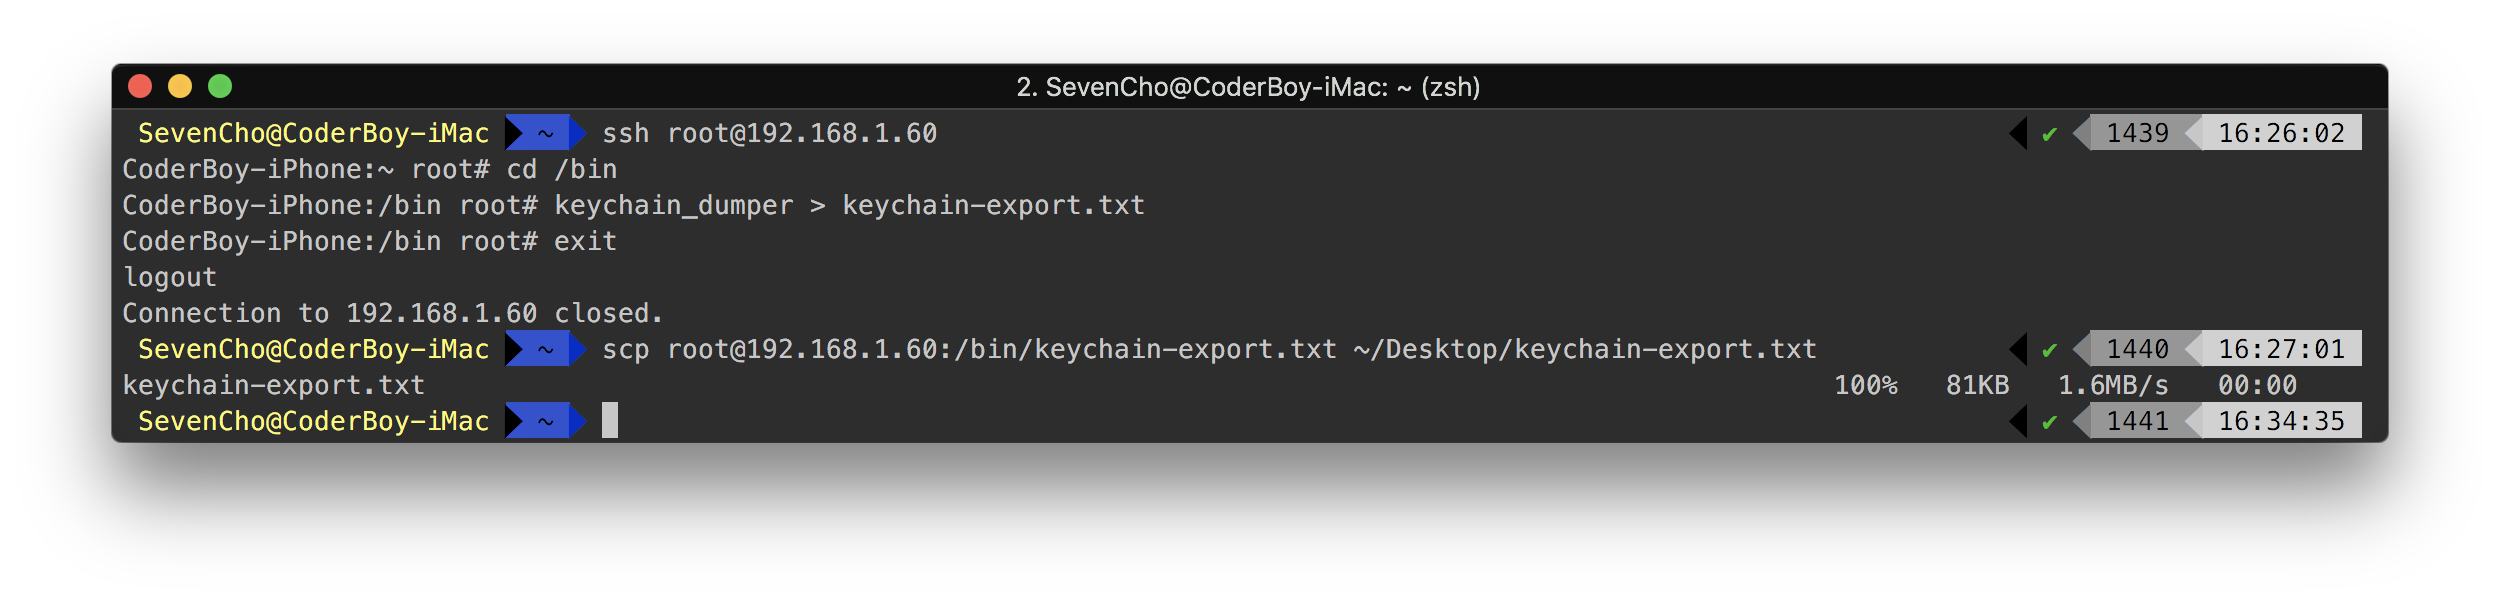 2. SevenCho@CoderBoy-iMac: ~ (zsh)
SevenCho@CoderBoy-iMac ~ ssh root@192.168.1.60 ✔ 1439 16:26:02
CoderBoy-iPhone:~ root# cd /bin
CoderBoy-iPhone:/bin root# keychain_dumper > keychain-export.txt
CoderBoy-iPhone:/bin root# exit
logout
Connection to 192.168.1.60 closed.
SevenCho@CoderBoy-iMac ~ scp root@192.168.1.60:/bin/keychain-export.txt ~/Desktop/keychain-export.txt ✔ 1440 16:27:01
keychain-export.txt 100% 81KB 1.6MB/s 00:00
SevenCho@CoderBoy-iMac ~ ✔ 1441 16:34:35